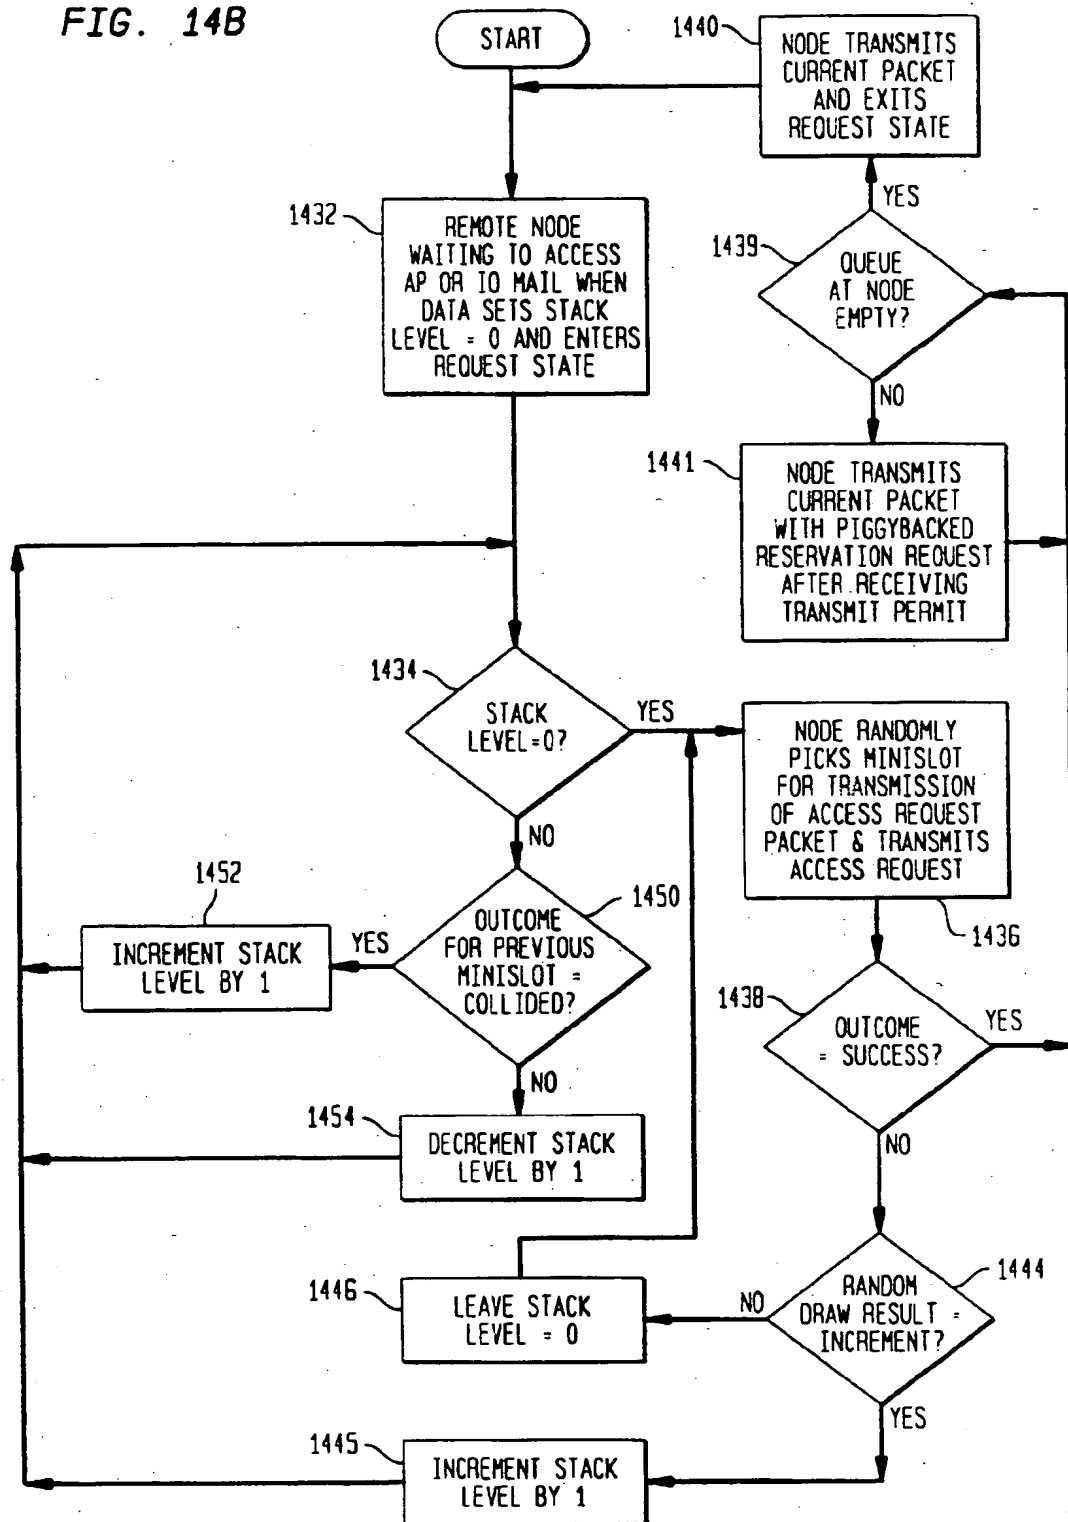 FIG. 14B
START
1440
NODE TRANSMITS
CURRENT PACKET
AND EXITS
REQUEST STATE
YES
1432
REMOTE NODE
WAITING TO ACCESS
AP OR IO MAIL WHEN
DATA SETS STACK
LEVEL = 0 AND ENTERS
REQUEST STATE
1439
QUEUE
AT NODE
EMPTY?
NO
1441
NODE TRANSMITS
CURRENT PACKET
WITH PIGGYBACKED
RESERVATION REQUEST
AFTER RECEIVING
TRANSMIT PERMIT
1434
STACK
LEVEL=0?
YES
NO
NODE RANDOMLY
PICKS MINISLOT
FOR TRANSMISSION
OF ACCESS REQUEST
PACKET & TRANSMITS
ACCESS REQUEST
1436
1452
INCREMENT STACK
LEVEL BY 1
YES
1450
OUTCOME
FOR PREVIOUS
MINISLOT =
COLLIDED?
NO
1438
OUTCOME
= SUCCESS?
YES
NO
1454
DECREMENT STACK
LEVEL BY 1
1446
LEAVE STACK
LEVEL = 0
NO
1444
RANDOM
DRAW RESULT =
INCREMENT?
YES
1445
INCREMENT STACK
LEVEL BY 1